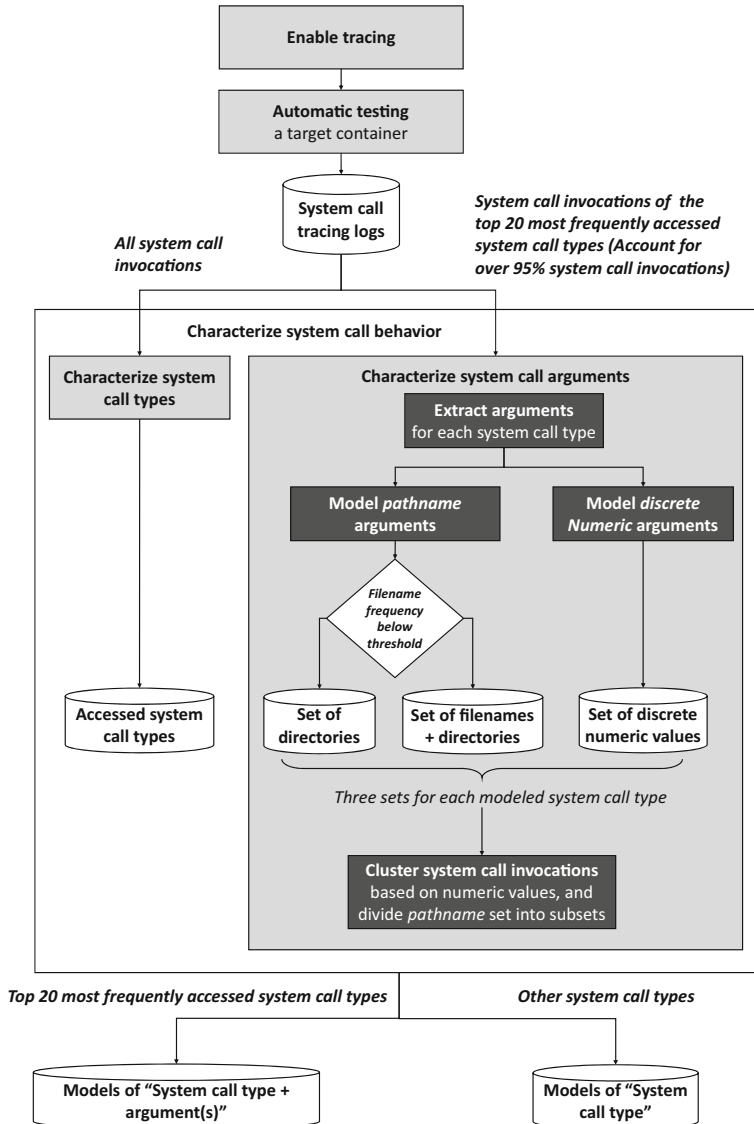 Enable tracing
Automatic testing
a target container
System call
tracing logs
All system call
invocations
System call invocations of the
top 20 most frequently accessed
system call types (Account for
over 95% system call invocations)
Characterize system call behavior
Characterize system
call types
Characterize system call arguments
Extract arguments
for each system call type
Model pathname
arguments
Model discrete
Numeric arguments
Filename
frequency
below
threshold
Accessed system
call types
Set of
directories
Set of filenames
+ directories
Set of discrete
numeric values
Three sets for each modeled system call type
Cluster system call invocations
based on numeric values, and
divide pathname set into subsets
Top 20 most frequently accessed system call types
Other system call types
Models of “System call type +
argument(s)”
Models of “System
call type”